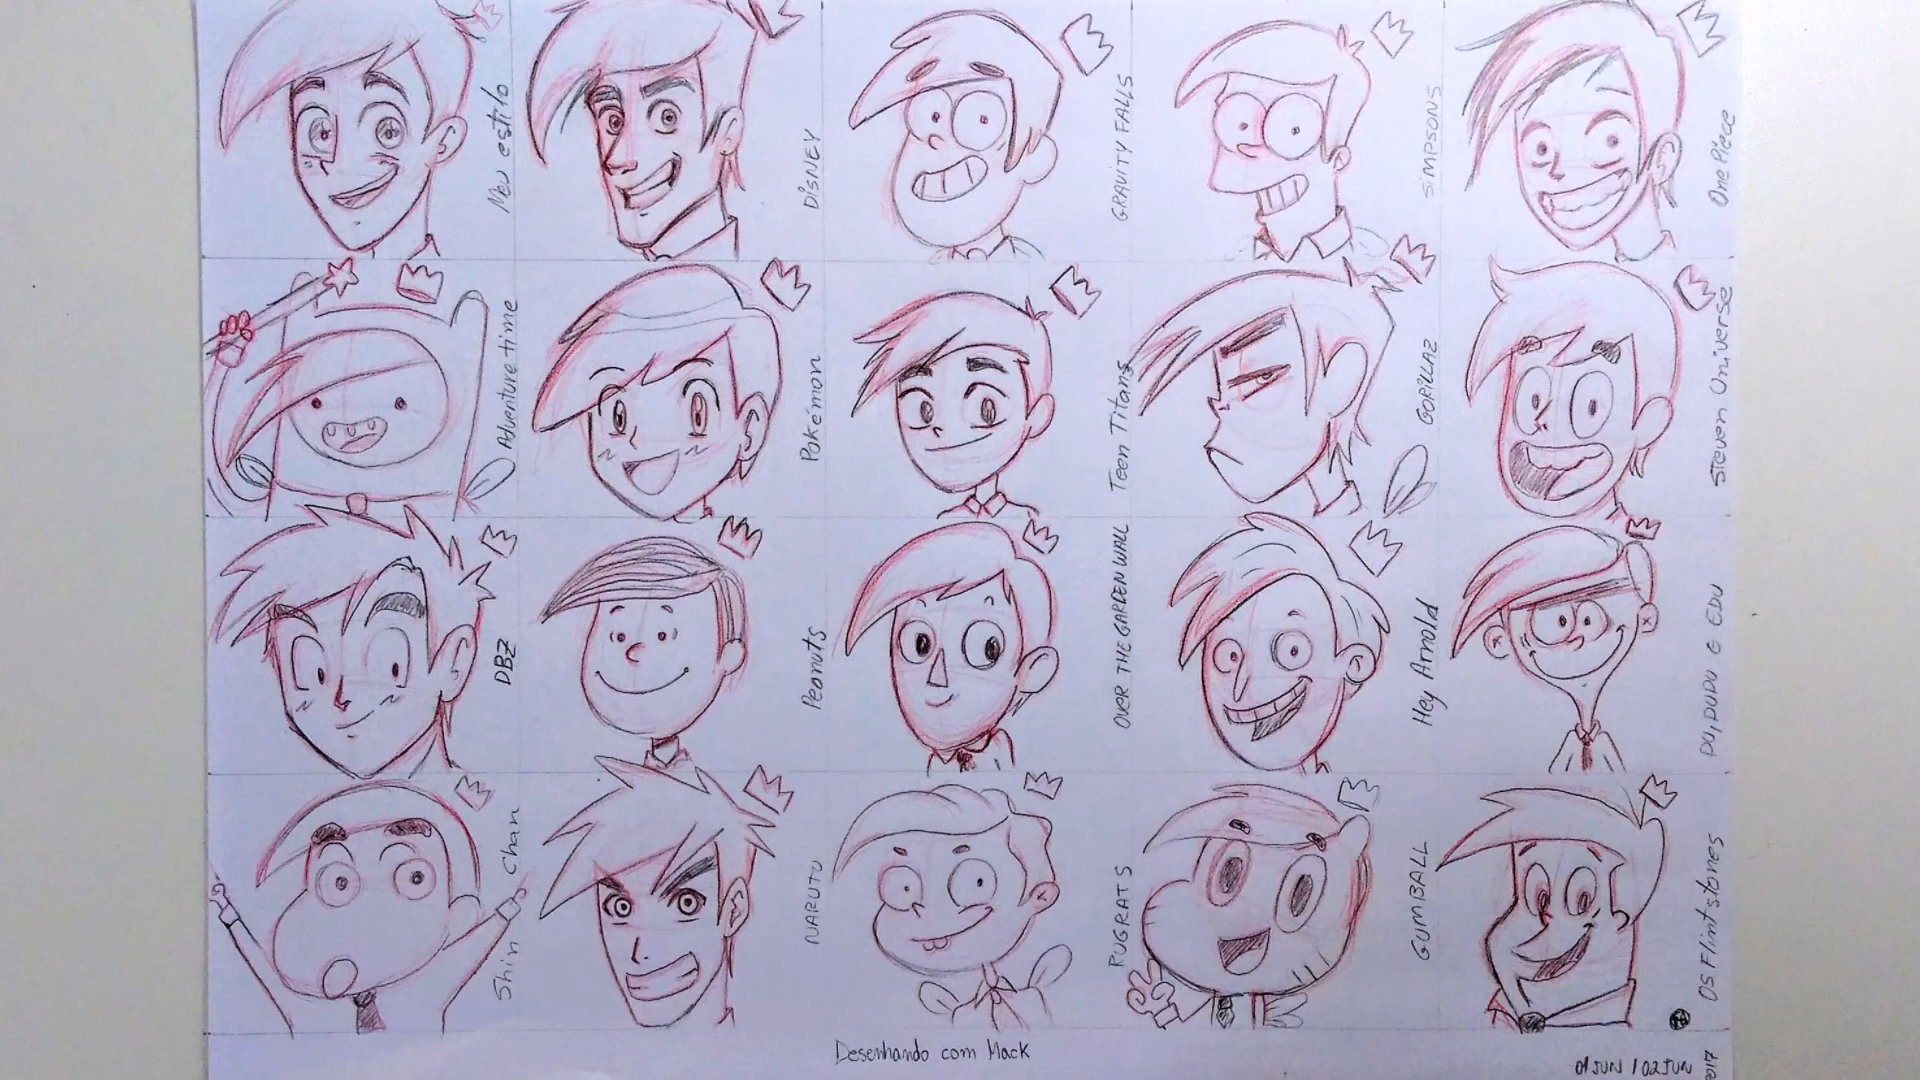 Meu estilo
DiSNEY
GRAVITY FALLS
SiMPSONS
One Piece
Adventure time
Pokémon
Teen Titans
GORiLLAZ
Steven Universe
DBZ
Peanuts
OVER THE GARDEN WALL
Hey Arnold
DU, DUDU E EDU
Shin Chan
NARUTO
RUGRATS
GUMBALL
OS Flintstones
Desenhando com Mack
01 JUN / 02 JUN
2017